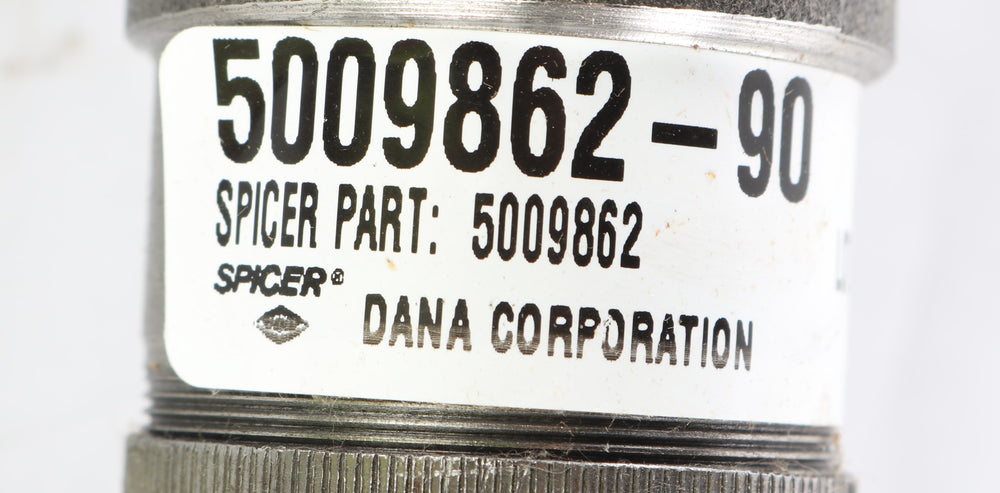 5009862-90
SPICER PART: 5009862
SPICER®
DANA CORPORATION